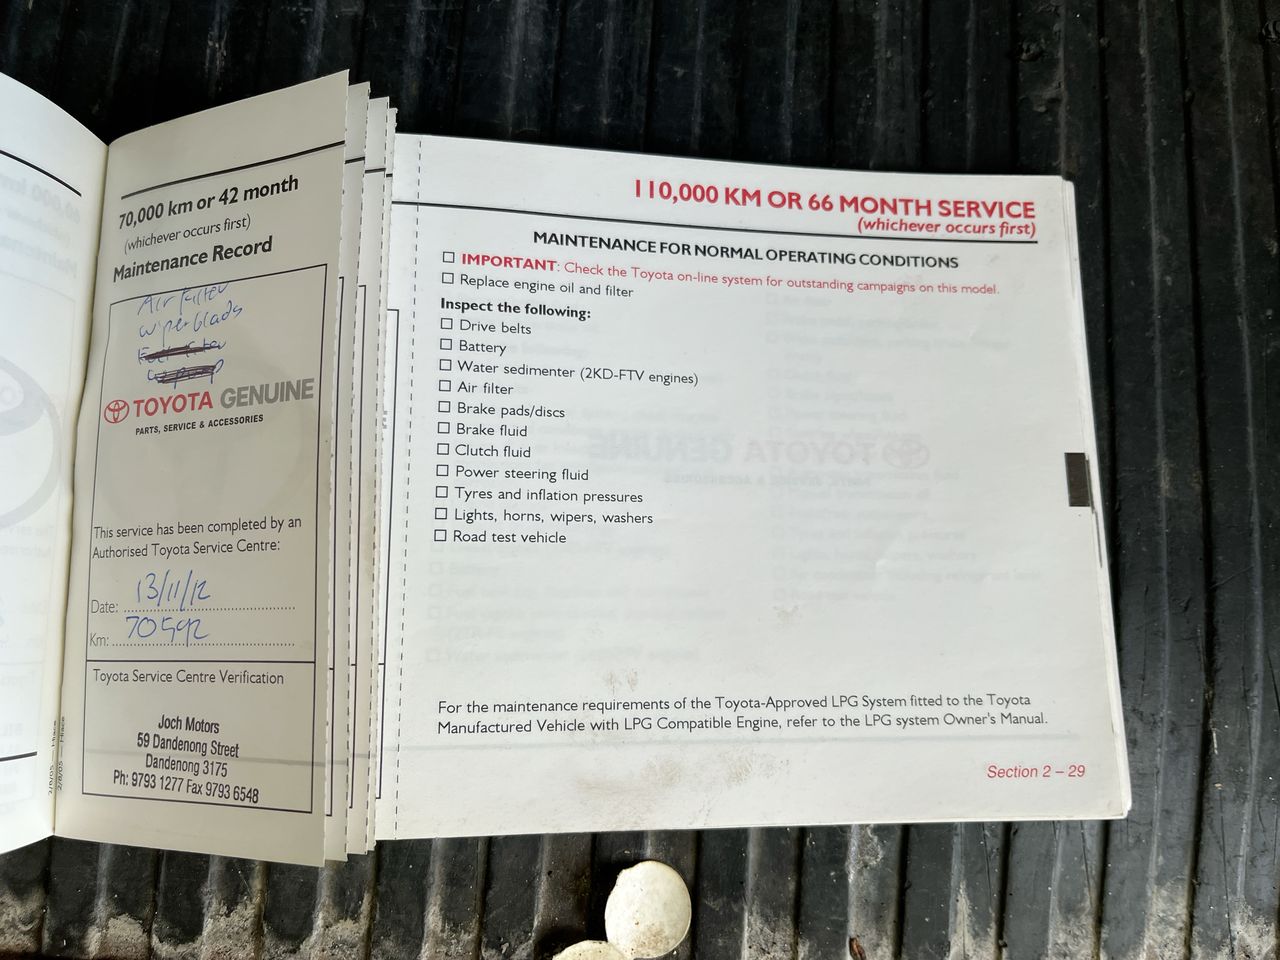 70,000 km or 42 month
(whichever occurs first)
Maintenance Record
Air filter
wiper blads
TOYOTA GENUINE
PARTS, SERVICE & ACCESSORIES
This service has been completed by an
Authorised Toyota Service Centre:
Date: 13/11/12
Km: 70592
Toyota Service Centre Verification
Joch Motors
59 Dandenong Street
Dandenong 3175
Ph: 9793 1277 Fax 9793 6548
2/8/05 Hiace
110,000 KM OR 66 MONTH SERVICE
(whichever occurs first)
MAINTENANCE FOR NORMAL OPERATING CONDITIONS
☐ IMPORTANT: Check the Toyota on-line system for outstanding campaigns on this model.
☐ Replace engine oil and filter
Inspect the following:
☐ Drive belts
☐ Battery
☐ Water sedimenter (2KD-FTV engines)
☐ Air filter
☐ Brake pads/discs
☐ Brake fluid
☐ Clutch fluid
☐ Power steering fluid
☐ Tyres and inflation pressures
☐ Lights, horns, wipers, washers
☐ Road test vehicle
For the maintenance requirements of the Toyota-Approved LPG System fitted to the Toyota
Manufactured Vehicle with LPG Compatible Engine, refer to the LPG system Owner's Manual.
Section 2 – 29